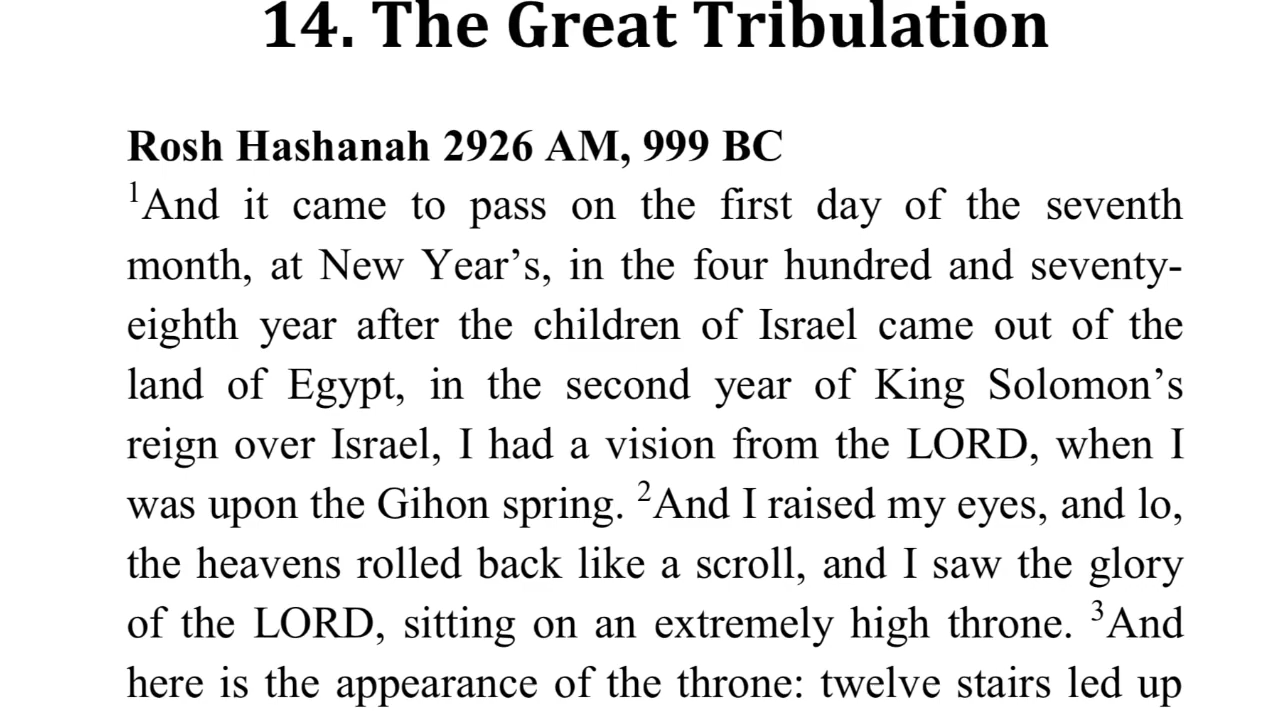 14. The Great Tribulation
Rosh Hashanah 2926 AM, 999 BC
¹And it came to pass on the first day of the seventh
month, at New Year’s, in the four hundred and seventy-
eighth year after the children of Israel came out of the
land of Egypt, in the second year of King Solomon’s
reign over Israel, I had a vision from the LORD, when I
was upon the Gihon spring. ²And I raised my eyes, and lo,
the heavens rolled back like a scroll, and I saw the glory
of the LORD, sitting on an extremely high throne. ³And
here is the appearance of the throne: twelve stairs led up